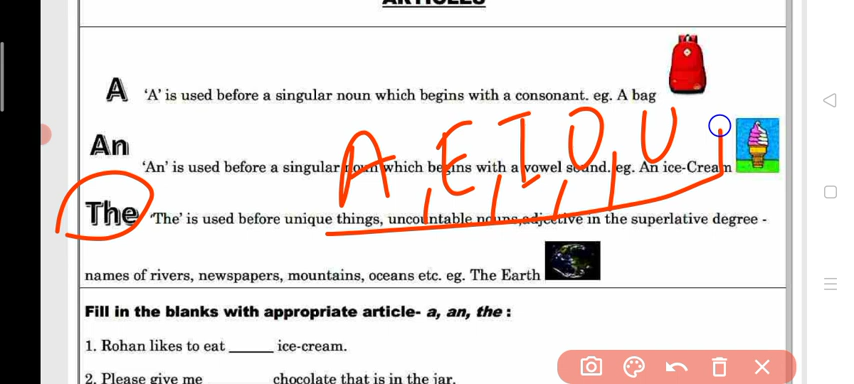 ARTICLES
A 'A' is used before a singular noun which begins with a consonant. eg. A bag
A, E, I, O, U
An
'An' is used before a singular noun which begins with a vowel sound. eg. An ice-Cream
The 'The' is used before unique things, uncountable nouns,adjective in the superlative degree -
names of rivers, newspapers, mountains, oceans etc. eg. The Earth
Fill in the blanks with appropriate article- a, an, the :
1. Rohan likes to eat _____ ice-cream.
2. Please give me ________ chocolate that is in the jar.